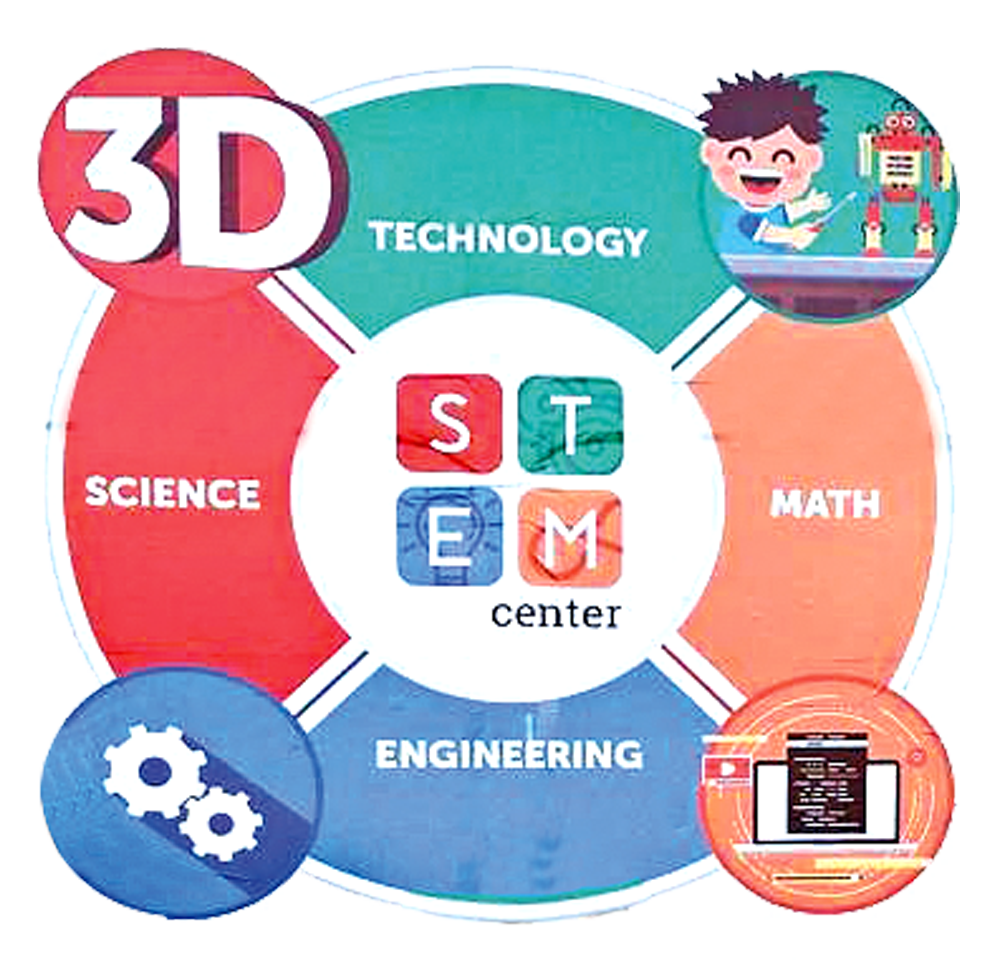 3D
TECHNOLOGY
S T
E M
center
SCIENCE
MATH
ENGINEERING